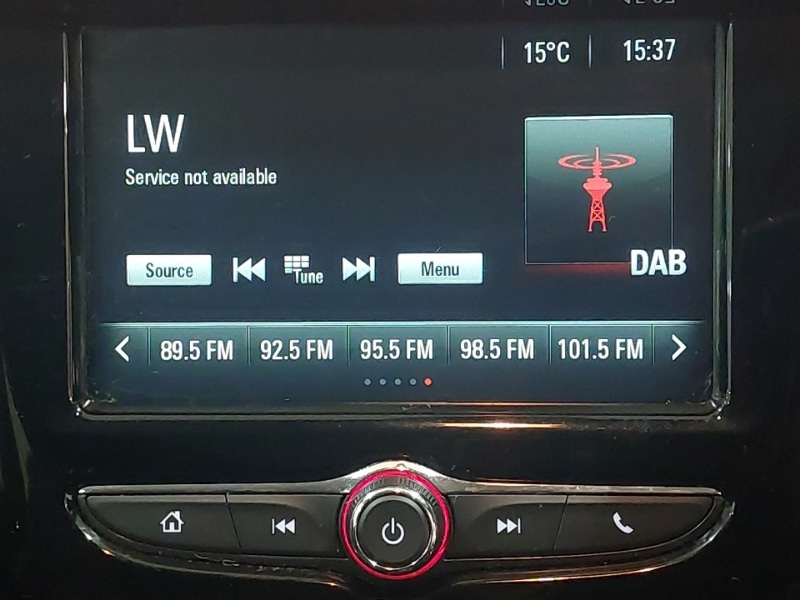 15°C 15:37
LW
Service not available
DAB
Source Tune Menu
89.5 FM 92.5 FM 95.5 FM 98.5 FM 101.5 FM